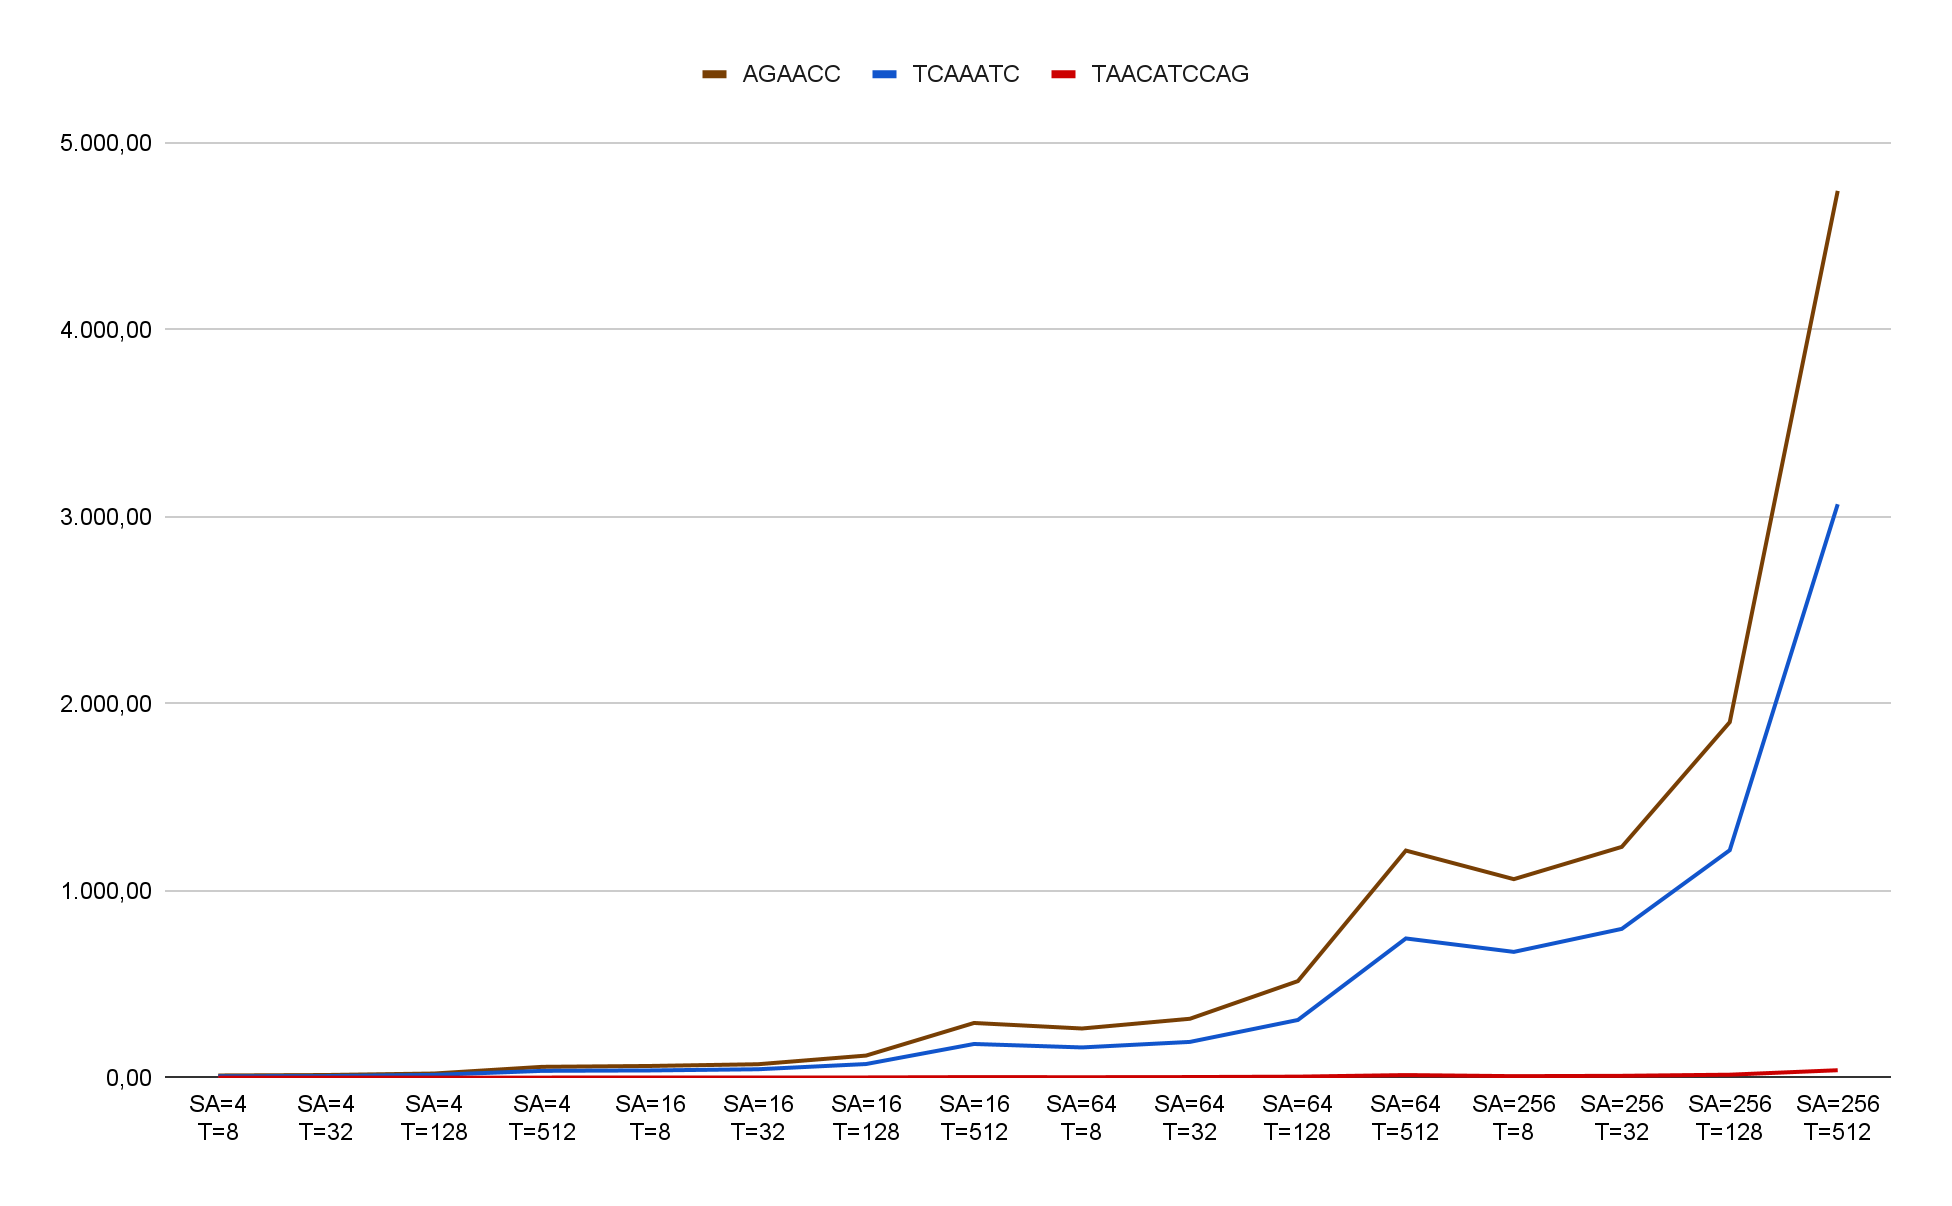 AGAACC TCAAATC TAACATCCAG
5.000,00
4.000,00
3.000,00
2.000,00
1.000,00
0,00
SA=4 SA=4 SA=4 SA=4 SA=16 SA=16 SA=16 SA=16 SA=64 SA=64 SA=64 SA=64 SA=256 SA=256 SA=256 SA=256
T=8 T=32 T=128 T=512 T=8 T=32 T=128 T=512 T=8 T=32 T=128 T=512 T=8 T=32 T=128 T=512